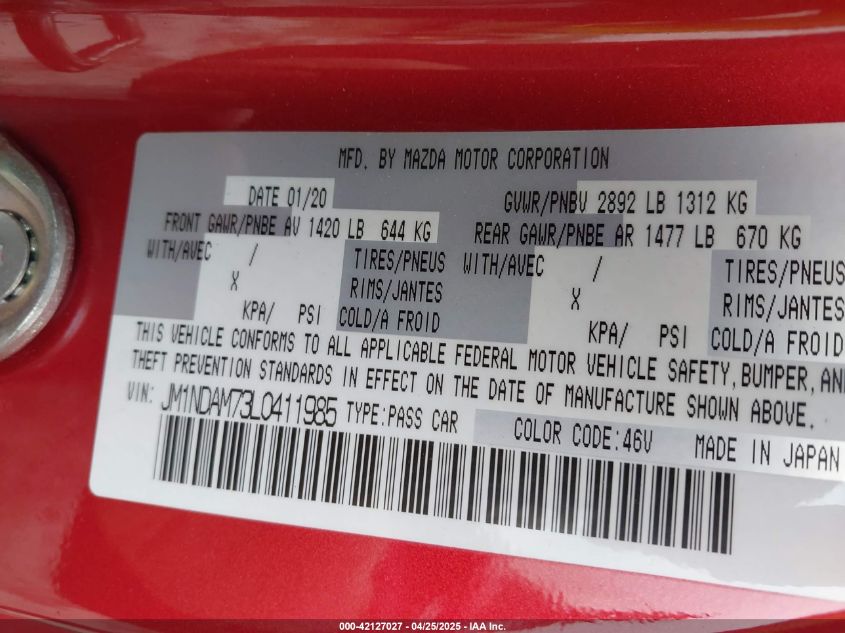 MFD. BY MAZDA MOTOR CORPORATION
DATE 01/20 GVWR/PNBV 2892 LB 1312 KG
FRONT GAWR/PNBE AV 1420 LB 644 KG REAR GAWR/PNBE AR 1477 LB 670 KG
WITH/AVEC / TIRES/PNEUS WITH/AVEC / TIRES/PNEUS
X RIMS/JANTES X RIMS/JANTES
KPA/ PSI COLD/A FROID KPA/ PSI COLD/A FROID
THIS VEHICLE CONFORMS TO ALL APPLICABLE FEDERAL MOTOR VEHICLE SAFETY, BUMPER, AN
THEFT PREVENTION STANDARDS IN EFFECT ON THE DATE OF MANUFACTURE SHOWN ABOVE.
VIN: JM1NDAM73L0411985 TYPE:PASS CAR COLOR CODE:46V MADE IN JAPAN
000-42127027 - 04/25/2025 - IAA Inc.